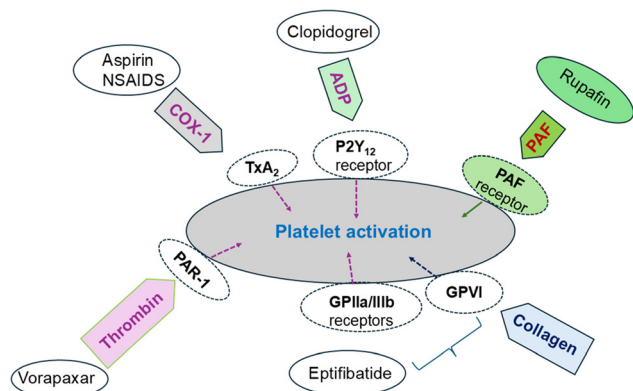 Clopidogrel
Aspirin
NSAIDS
ADP
COX-1
Rupafin
PAF
P2Y₁₂
receptor
TxA₂
PAF
receptor
Platelet activation
PAR-1
GPIIa/IIIb
receptors
GPVI
Thrombin
Collagen
Vorapaxar
Eptifibatide